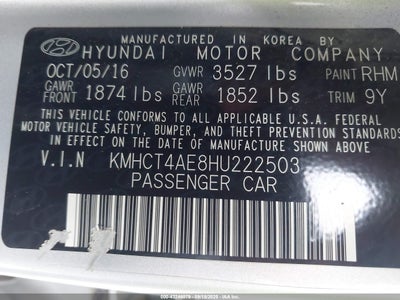 MANUFACTURED IN KOREA BY
HYUNDAI MOTOR COMPANY
OCT/05/16 GVWR 3527 lbs PAINT RHM
GAWR FRONT 1874 lbs GAWR REAR 1852 lbs TRIM 9Y
THIS VEHICLE CONFORMS TO ALL APPLICABLE U.S.A. FEDERAL
MOTOR VEHICLE SAFETY, BUMPER, AND THEFT PREVENTION STANDARDS
IN EFFECT ON THE DATE OF MANUFACTURE SHOWN ABOVE.
V.I.N KMHCT4AE8HU222503
PASSENGER CAR